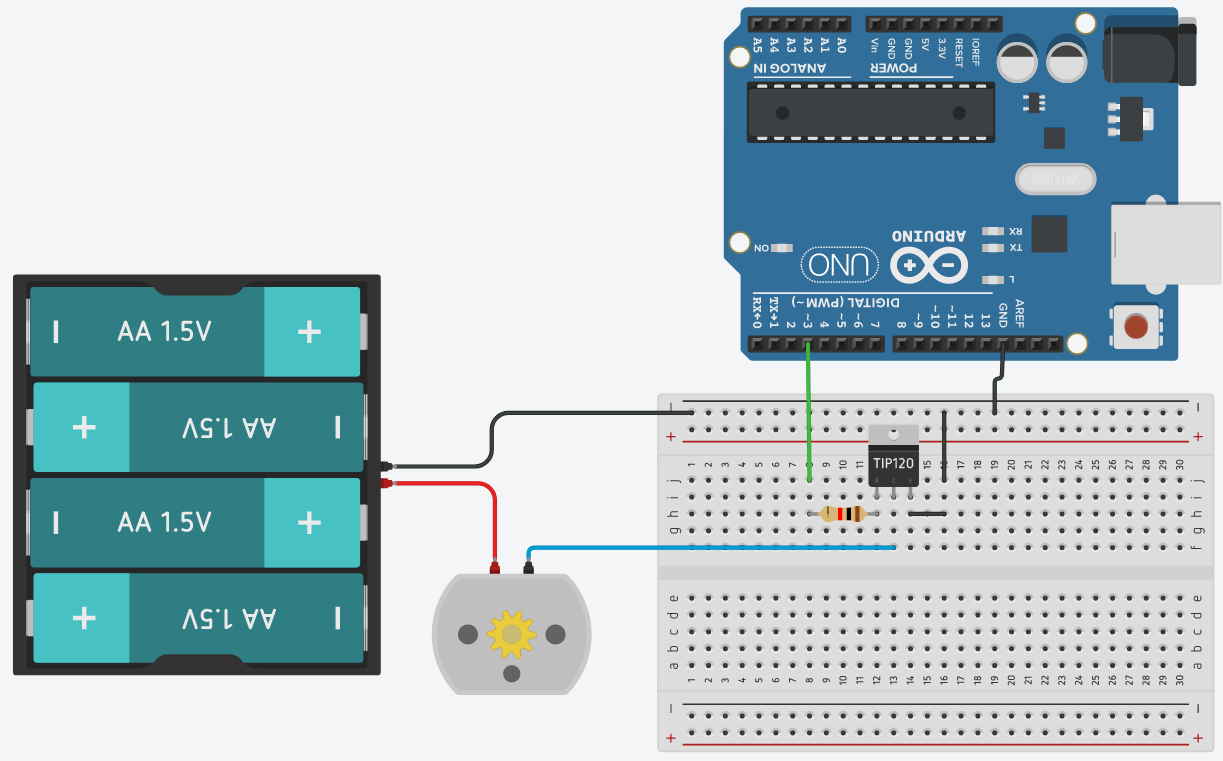 A5 A4 A3 A2 A1 A0
Vin GND GND 5V 3.3V RESET IOREF
ANALOG IN
POWER
AA 1.5V
AA 1.5V
AA 1.5V
AA 1.5V
ON
UNO
ARDUINO
RX
TX
L
DIGITAL (PWM ~)
RX←0 TX→1 2 ~3 4 ~5 ~6 7
8 ~9 ~10 ~11 12 13 GND AREF
TIP120
1 2 3 4 5 6 7 8 9 10 11 12 13 14 15 16 17 18 19 20 21 22 23 24 25 26 27 28 29 30
j j
i i
h h
g g
f f
e e
d d
c c
b b
a a
1 2 3 4 5 6 7 8 9 10 11 12 13 14 15 16 17 18 19 20 21 22 23 24 25 26 27 28 29 30